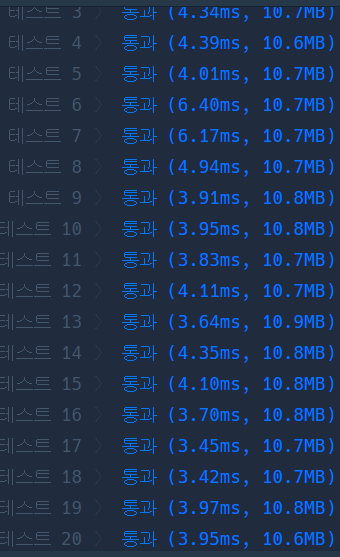 테스트 3 〉 통과 (4.34ms, 10.7MB)
테스트 4 〉 통과 (4.39ms, 10.6MB)
테스트 5 〉 통과 (4.01ms, 10.7MB)
테스트 6 〉 통과 (6.40ms, 10.7MB)
테스트 7 〉 통과 (6.17ms, 10.7MB)
테스트 8 〉 통과 (4.94ms, 10.7MB)
테스트 9 〉 통과 (3.91ms, 10.8MB)
테스트 10 〉 통과 (3.95ms, 10.8MB)
테스트 11 〉 통과 (3.83ms, 10.7MB)
테스트 12 〉 통과 (4.11ms, 10.7MB)
테스트 13 〉 통과 (3.64ms, 10.9MB)
테스트 14 〉 통과 (4.35ms, 10.8MB)
테스트 15 〉 통과 (4.10ms, 10.8MB)
테스트 16 〉 통과 (3.70ms, 10.8MB)
테스트 17 〉 통과 (3.45ms, 10.7MB)
테스트 18 〉 통과 (3.42ms, 10.7MB)
테스트 19 〉 통과 (3.97ms, 10.8MB)
테스트 20 〉 통과 (3.95ms, 10.6MB)